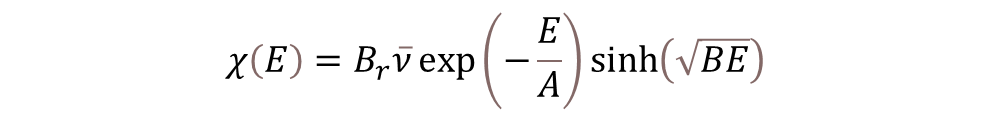 χ(E) = B_r ν̄ exp(−E/A) sinh(√BE)